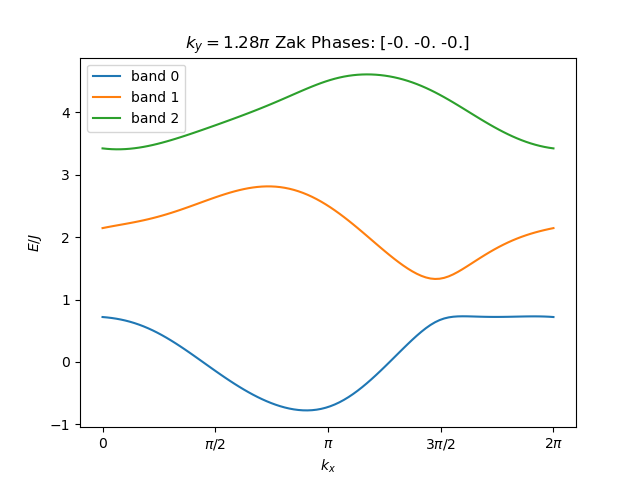 $k_y = 1.28\pi$ Zak Phases: [-0. -0. -0.]
band 0
band 1
band 2
E/J
4
3
2
1
0
−1
0
π/2
π
3π/2
2π
$k_x$